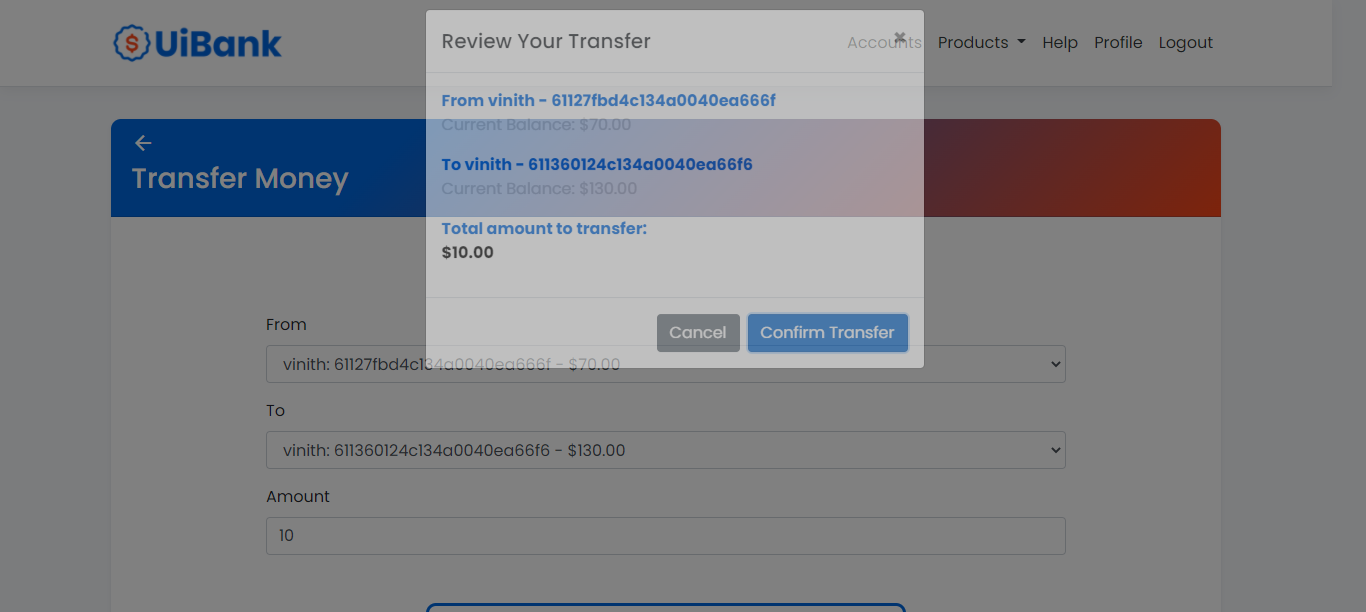 UiBank
Accounts Products Help Profile Logout
Review Your Transfer
×
From vinith - 61127fbd4c134a0040ea666f
Current Balance: $70.00
To vinith - 611360124c134a0040ea66f6
Current Balance: $130.00
Total amount to transfer:
$10.00
Cancel Confirm Transfer
Transfer Money
From
vinith: 61127fbd4c134a0040ea666f - $70.00
To
vinith: 611360124c134a0040ea66f6 - $130.00
Amount
10